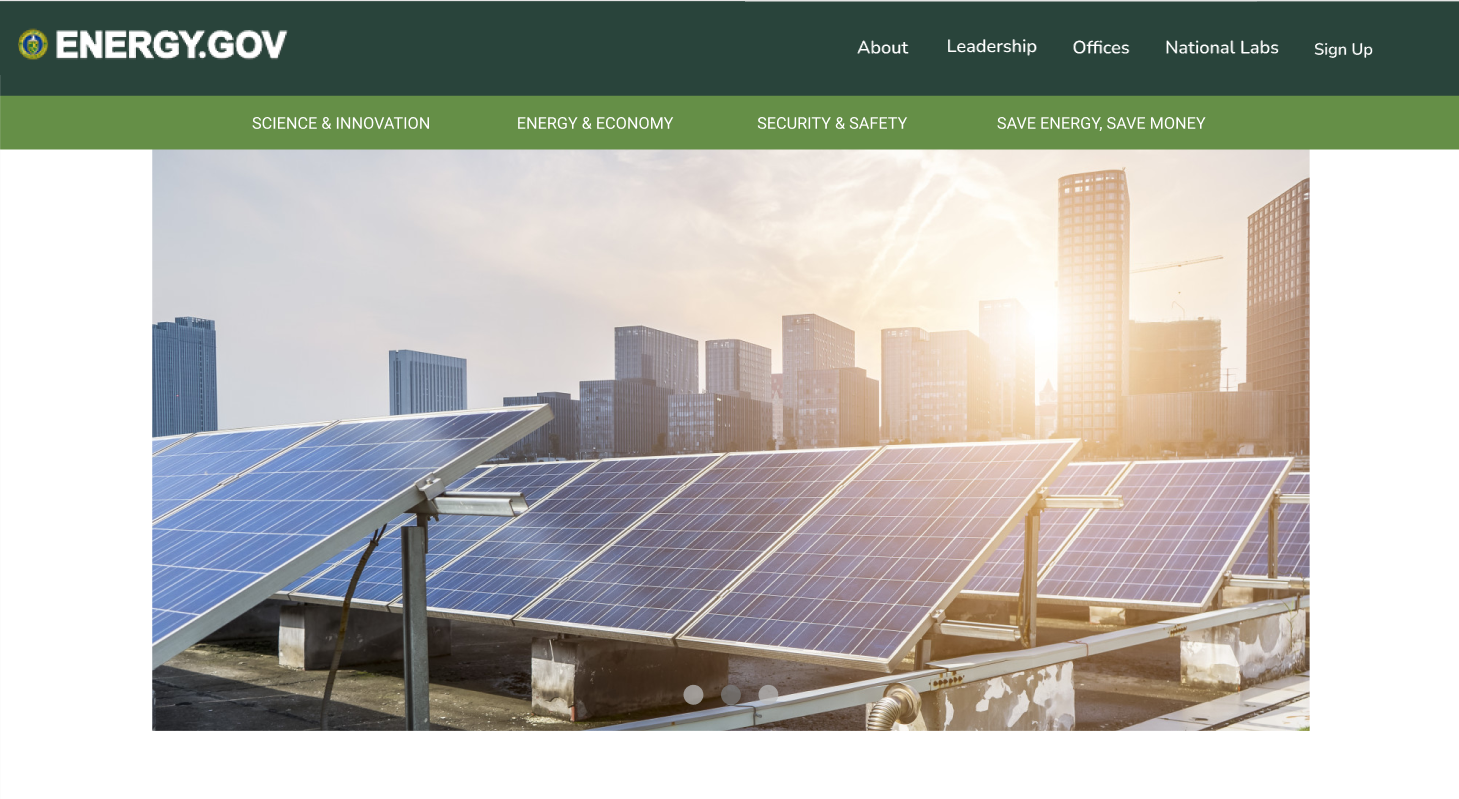 ENERGY.GOV
About Leadership Offices National Labs Sign Up
SCIENCE & INNOVATION ENERGY & ECONOMY SECURITY & SAFETY SAVE ENERGY, SAVE MONEY